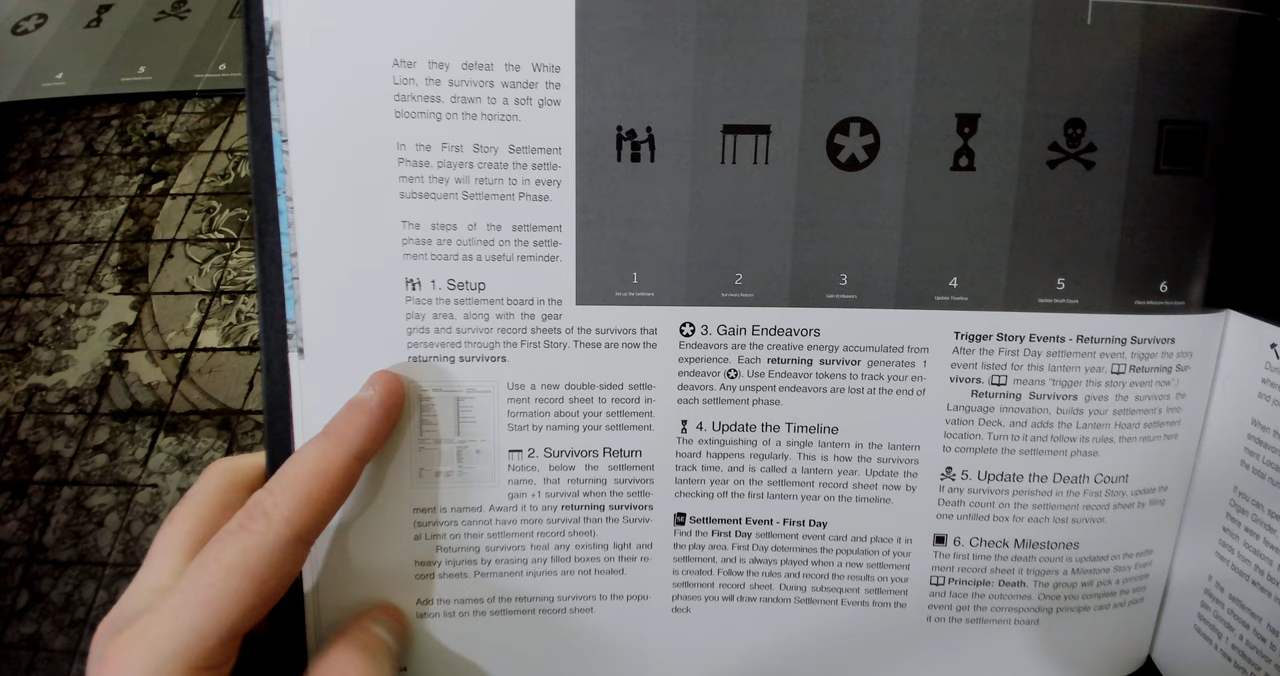 4
5
6
After they defeat the White
Lion, the survivors wander the
darkness, drawn to a soft glow
blooming on the horizon.
In the First Story Settlement
Phase, players create the settle-
ment they will return to in every
subsequent Settlement Phase.
The steps of the settlement
phase are outlined on the settle-
ment board as a useful reminder.
1. Setup
Place the settlement board in the
play area, along with the gear
grids and survivor record sheets of the survivors that
persevered through the First Story. These are now the
returning survivors.
Use a new double-sided settle-
ment record sheet to record in-
formation about your settlement.
Start by naming your settlement.
2. Survivors Return
Notice, below the settlement
name, that returning survivors
gain +1 survival when the settle-
ment is named. Award it to any returning survivors
(survivors cannot have more survival than the Surviv-
al Limit on their settlement record sheet).
Returning survivors heal any existing light and
heavy injuries by erasing any filled boxes on their re-
cord sheets. Permanent injuries are not healed.
Add the names of the returning survivors to the popu-
lation list on the settlement record sheet.
1
Set up the Settlement
2
Survivors Return
3
Gain Endeavors
4
Update Timeline
5
Update Death Count
6
Check Milestone Story Events
3. Gain Endeavors
Endeavors are the creative energy accumulated from
experience. Each returning survivor generates 1
endeavor ( ). Use Endeavor tokens to track your en-
deavors. Any unspent endeavors are lost at the end of
each settlement phase.
4. Update the Timeline
The extinguishing of a single lantern in the lantern
hoard happens regularly. This is how the survivors
track time, and is called a lantern year. Update the
lantern year on the settlement record sheet now by
checking off the first lantern year on the timeline.
SE Settlement Event - First Day
Find the First Day settlement event card and place it in
the play area. First Day determines the population of your
settlement, and is always played when a new settlement
is created. Follow the rules and record the results on your
settlement record sheet. During subsequent settlement
phases you will draw random Settlement Events from the
deck
Trigger Story Events - Returning Survivors
After the First Day settlement event, trigger the story
event listed for this lantern year, Returning Sur-
vivors. ( means "trigger this story event now".)
Returning Survivors gives the survivors the
Language innovation, builds your settlement's Inno-
vation Deck, and adds the Lantern Hoard settlement
location. Turn to it and follow its rules, then return here
to complete the settlement phase.
5. Update the Death Count
If any survivors perished in the First Story, update the
Death count on the settlement record sheet by filling
one unfilled box for each lost survivor.
6. Check Milestones
The first time the death count is updated on the settle-
ment record sheet it triggers a Milestone Story Event
Principle: Death. The group will pick a principle
and face the outcomes. Once you complete the story
event get the corresponding principle card and place
it on the settlement board.